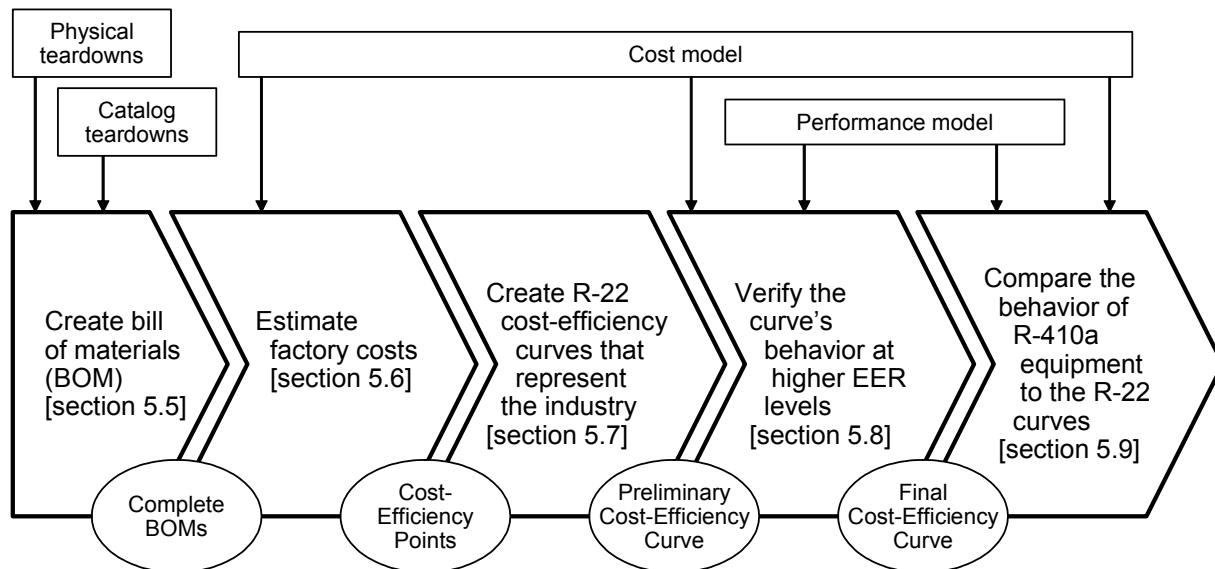 Physical
teardowns
Cost model
Catalog
teardowns
Performance model
Create bill
of materials
(BOM)
[section 5.5]
Estimate
factory costs
[section 5.6]
Create R-22
cost-efficiency
curves that
represent
the industry
[section 5.7]
Verify the
curve’s
behavior at
higher EER
levels
[section 5.8]
Compare the
behavior of
R-410a
equipment
to the R-22
curves
[section 5.9]
Complete
BOMs
Cost-
Efficiency
Points
Preliminary
Cost-Efficiency
Curve
Final
Cost-Efficiency
Curve